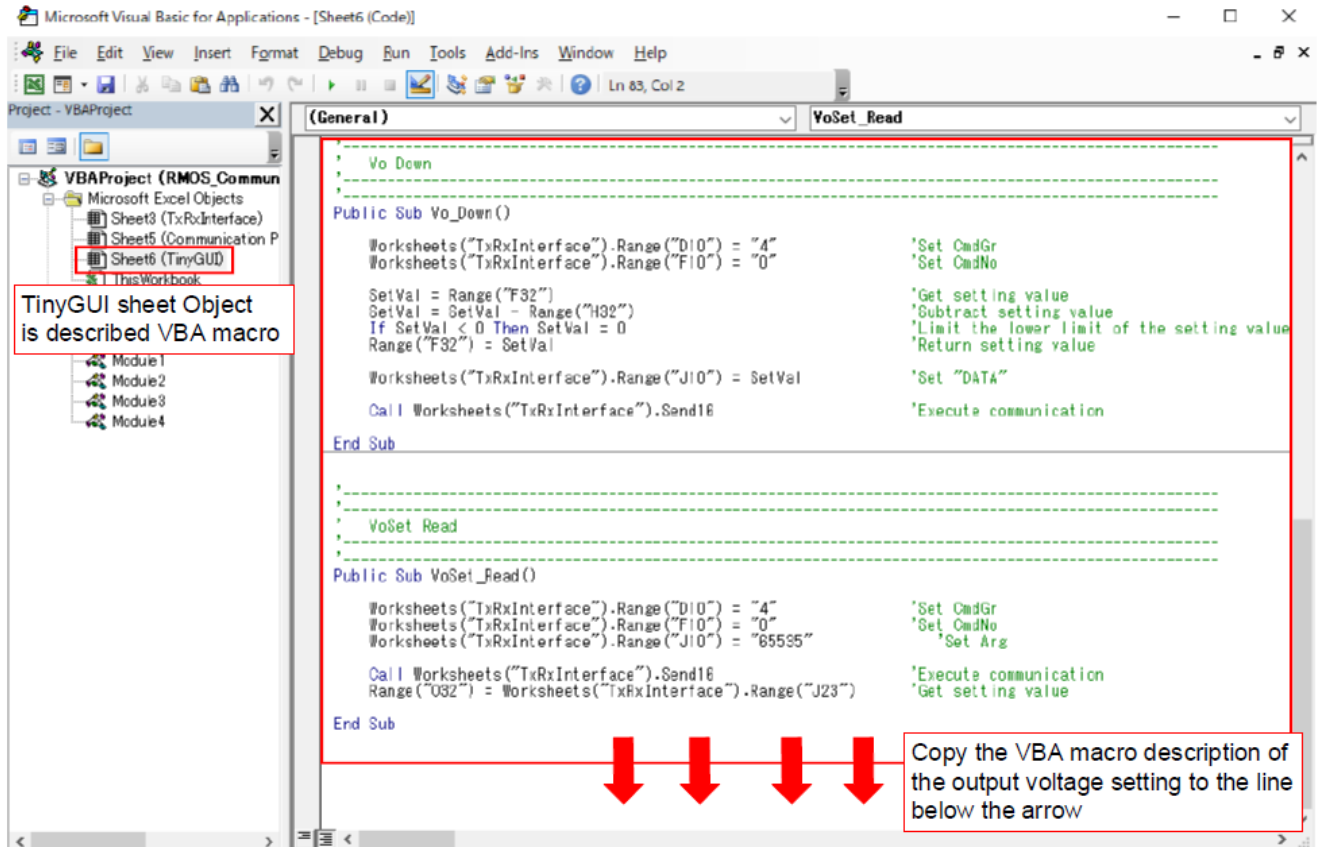 Microsoft Visual Basic for Applications - [Sheet6 (Code)]
File Edit View Insert Format Debug Run Tools Add-Ins Window Help
Ln 83, Col 2
Project - VBAProject
(General)
VoSet_Read
VBAProject (RMOS_Commun
Microsoft Excel Objects
Sheet3 (TxRxInterface)
Sheet5 (Communication P
Sheet6 (TinyGUI)
ThisWorkbook
TinyGUI sheet Object
is described VBA macro
Module1
Module2
Module3
Module4
'---------------------------------------------------------------
' Vo Down
'---------------------------------------------------------------
'---------------------------------------------------------------
Public Sub Vo_Down()
Worksheets("TxRxInterface").Range("D10") = "4" 'Set CmdGr
Worksheets("TxRxInterface").Range("F10") = "0" 'Set CmdNo
SetVal = Range("F32") 'Get setting value
SetVal = SetVal - Range("H32") 'Subtract setting value
If SetVal < 0 Then SetVal = 0 'Limit the lower limit of the setting value
Range("F32") = SetVal 'Return setting value
Worksheets("TxRxInterface").Range("J10") = SetVal 'Set "DATA"
Call Worksheets("TxRxInterface").Send16 'Execute communication
End Sub
'---------------------------------------------------------------
'---------------------------------------------------------------
' VoSet Read
'---------------------------------------------------------------
'---------------------------------------------------------------
Public Sub VoSet_Read()
Worksheets("TxRxInterface").Range("D10") = "4" 'Set CmdGr
Worksheets("TxRxInterface").Range("F10") = "0" 'Set CmdNo
Worksheets("TxRxInterface").Range("J10") = "65535" 'Set Arg
Call Worksheets("TxRxInterface").Send16 'Execute communication
Range("O32") = Worksheets("TxRxInterface").Range("J23") 'Get setting value
End Sub
Copy the VBA macro description of
the output voltage setting to the line
below the arrow